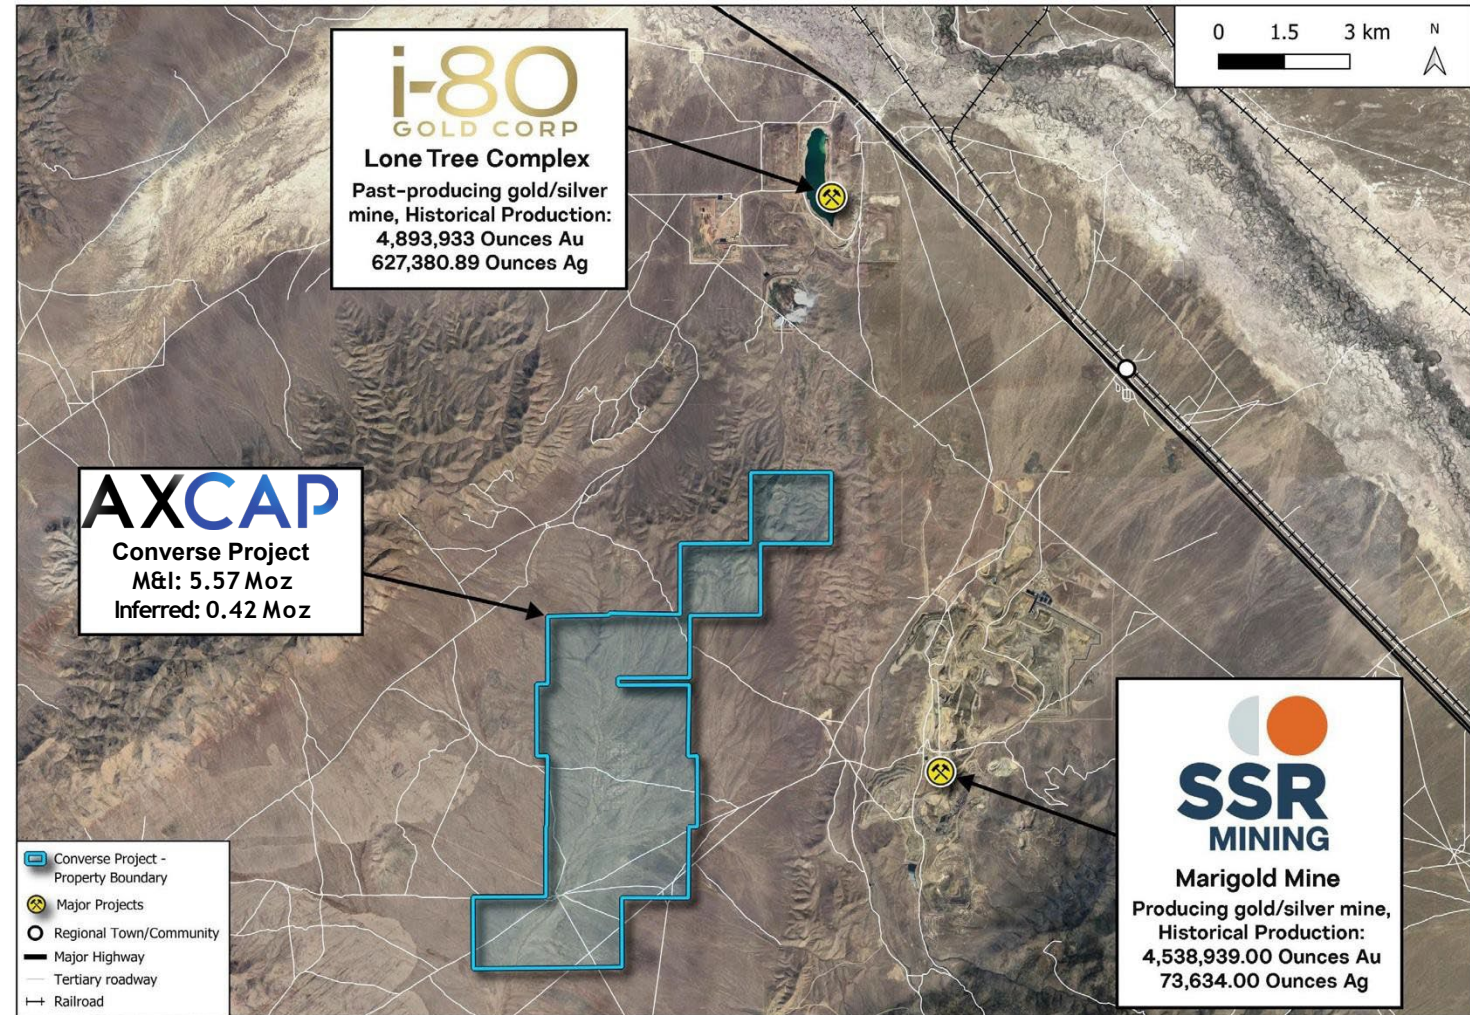 0 1.5 3 km
N
i-80
GOLD CORP
Lone Tree Complex
Past-producing gold/silver
mine, Historical Production:
4,893,933 Ounces Au
627,380.89 Ounces Ag
AXCAP
Converse Project
M&I: 5.57 Moz
Inferred: 0.42 Moz
SSR
MINING
Marigold Mine
Producing gold/silver mine,
Historical Production:
4,538,939.00 Ounces Au
73,634.00 Ounces Ag
Converse Project -
Property Boundary
Major Projects
Regional Town/Community
Major Highway
Tertiary roadway
Railroad